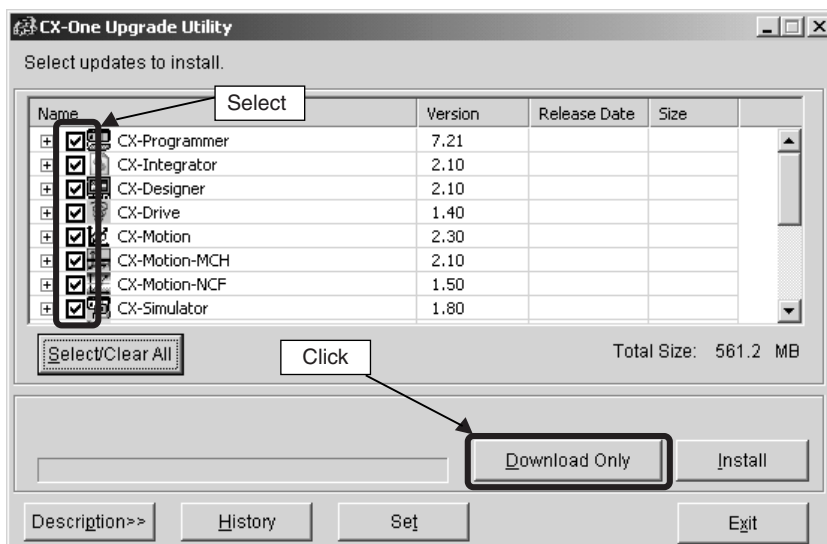 CX-One Upgrade Utility
Select updates to install.
Select
Name Version Release Date Size
CX-Programmer 7.21
CX-Integrator 2.10
CX-Designer 2.10
CX-Drive 1.40
CX-Motion 2.30
CX-Motion-MCH 2.10
CX-Motion-NCF 1.50
CX-Simulator 1.80
Select/Clear All
Click
Total Size: 561.2 MB
Download Only
Install
Description>>
History
Set
Exit